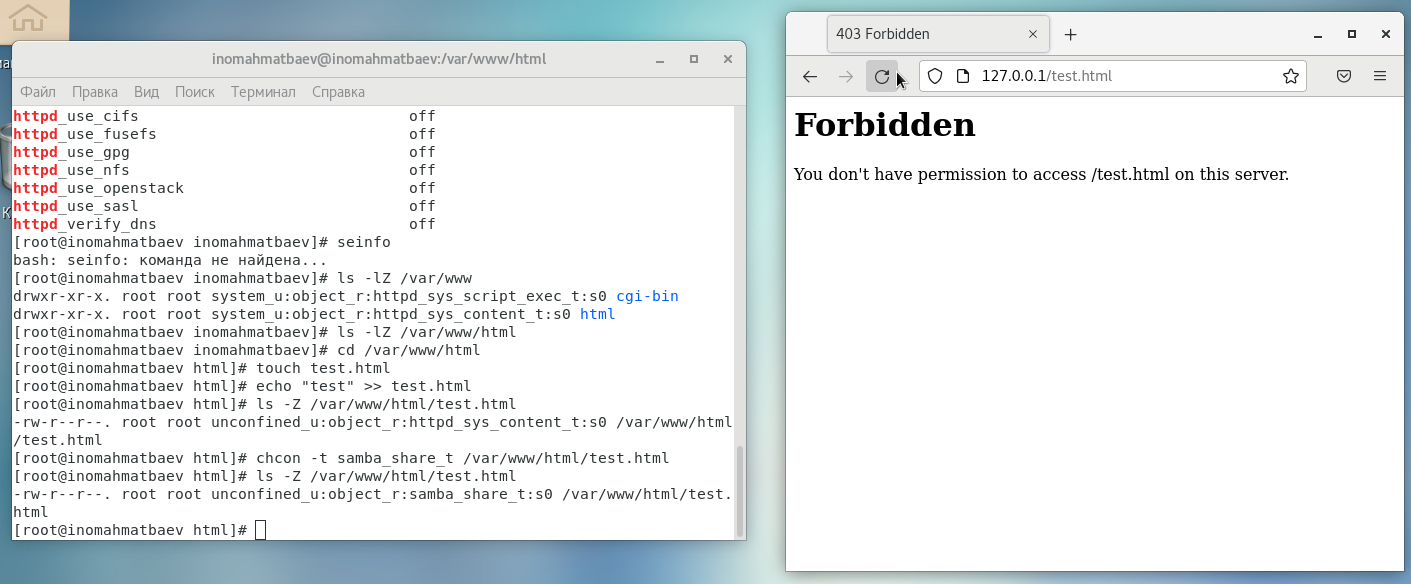 inomahmatbaev@inomahmatbaev:/var/www/html
Файл Правка Вид Поиск Терминал Справка
httpd_use_cifs off
httpd_use_fusefs off
httpd_use_gpg off
httpd_use_nfs off
httpd_use_openstack off
httpd_use_sasl off
httpd_verify_dns off
[root@inomahmatbaev inomahmatbaev]# seinfo
bash: seinfo: команда не найдена...
[root@inomahmatbaev inomahmatbaev]# ls -lZ /var/www
drwxr-xr-x. root root system_u:object_r:httpd_sys_script_exec_t:s0 cgi-bin
drwxr-xr-x. root root system_u:object_r:httpd_sys_content_t:s0 html
[root@inomahmatbaev inomahmatbaev]# ls -lZ /var/www/html
[root@inomahmatbaev inomahmatbaev]# cd /var/www/html
[root@inomahmatbaev html]# touch test.html
[root@inomahmatbaev html]# echo "test" >> test.html
[root@inomahmatbaev html]# ls -Z /var/www/html/test.html
-rw-r--r--. root root unconfined_u:object_r:httpd_sys_content_t:s0 /var/www/html
/test.html
[root@inomahmatbaev html]# chcon -t samba_share_t /var/www/html/test.html
[root@inomahmatbaev html]# ls -Z /var/www/html/test.html
-rw-r--r--. root root unconfined_u:object_r:samba_share_t:s0 /var/www/html/test.
html
[root@inomahmatbaev html]#
403 Forbidden
127.0.0.1/test.html
Forbidden
You don't have permission to access /test.html on this server.